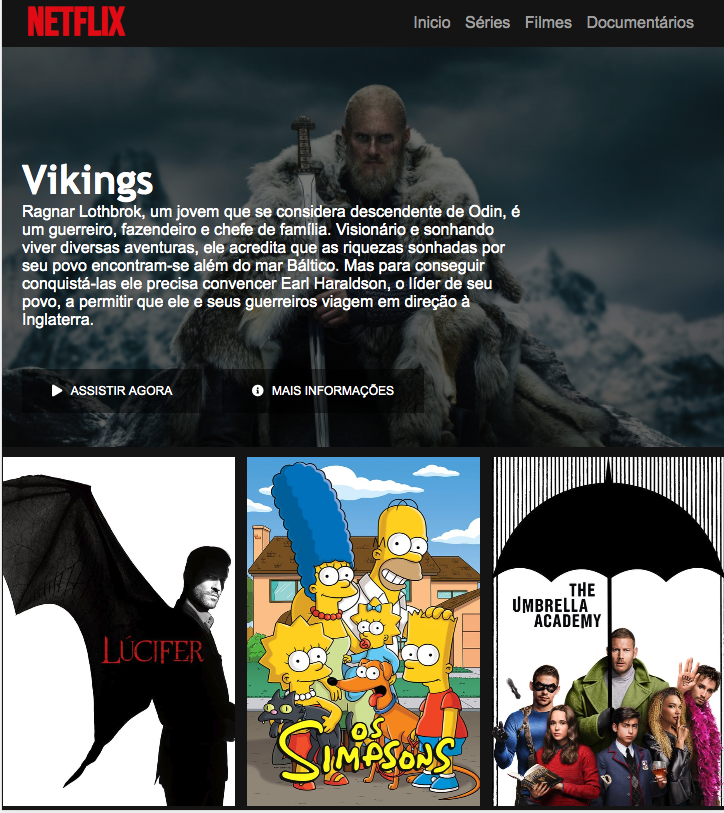 NETFLIX
Inicio Séries Filmes Documentários
Vikings
Ragnar Lothbrok, um jovem que se considera descendente de Odin, é
um guerreiro, fazendeiro e chefe de família. Visionário e sonhando
viver diversas aventuras, ele acredita que as riquezas sonhadas por
seu povo encontram-se além do mar Báltico. Mas para conseguir
conquistá-las ele precisa convencer Earl Haraldson, o líder de seu
povo, a permitir que ele e seus guerreiros viagem em direção à
Inglaterra.
ASSISTIR AGORA
MAIS INFORMAÇÕES
LÚCIFER
OS
SIMPSONS
THE
UMBRELLA
ACADEMY